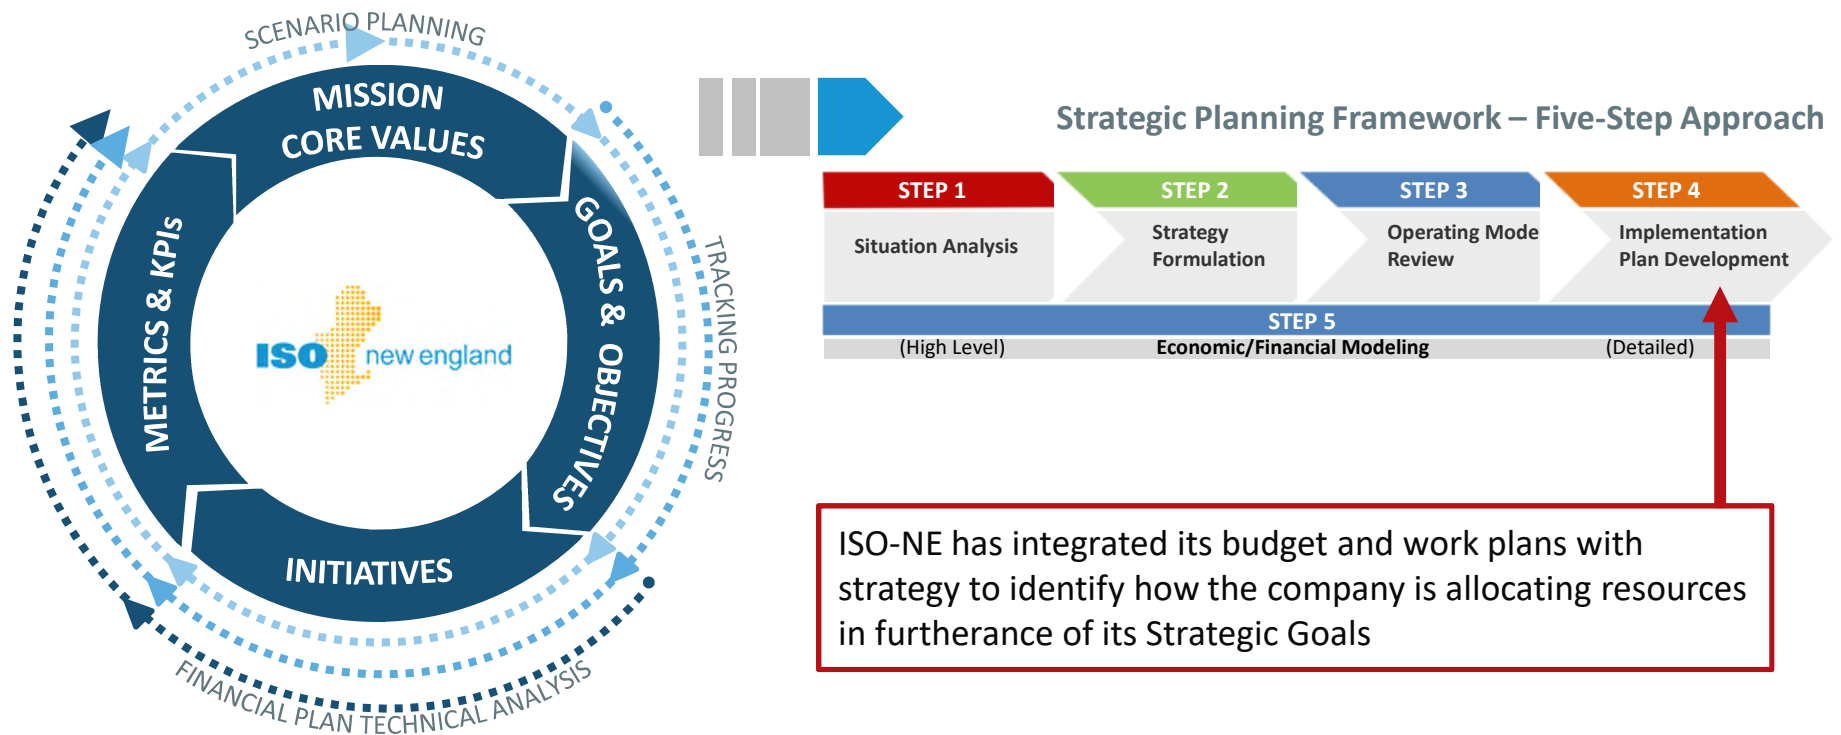 SCENARIO PLANNING
MISSION
CORE VALUES
GOALS & OBJECTIVES
TRACKING PROGRESS
INITIATIVES
METRICS & KPIs
FINANCIAL PLAN TECHNICAL ANALYSIS
ISO new england
Strategic Planning Framework – Five-Step Approach
STEP 1
Situation Analysis
STEP 2
Strategy
Formulation
STEP 3
Operating Mode
Review
STEP 4
Implementation
Plan Development
STEP 5
(High Level) Economic/Financial Modeling (Detailed)
ISO-NE has integrated its budget and work plans with
strategy to identify how the company is allocating resources
in furtherance of its Strategic Goals